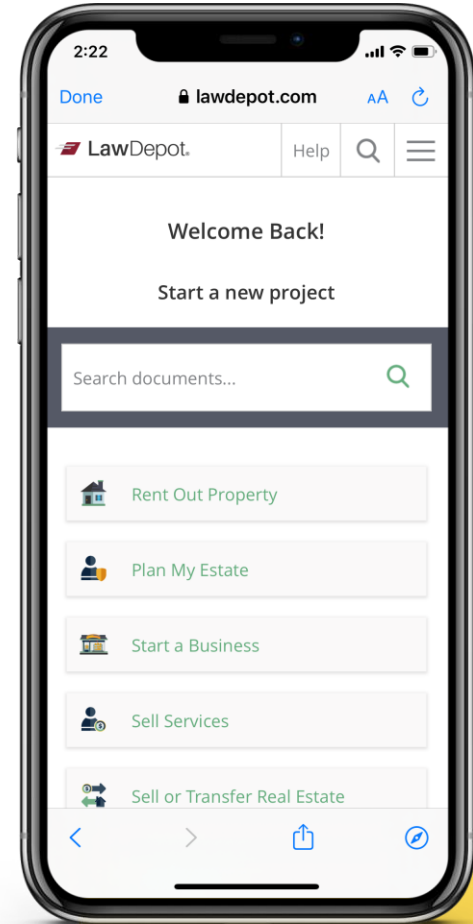 2:22
Done
lawdepot.com
AA
LawDepot.
Help
Welcome Back!
Start a new project
Search documents...
Rent Out Property
Plan My Estate
Start a Business
Sell Services
Sell or Transfer Real Estate